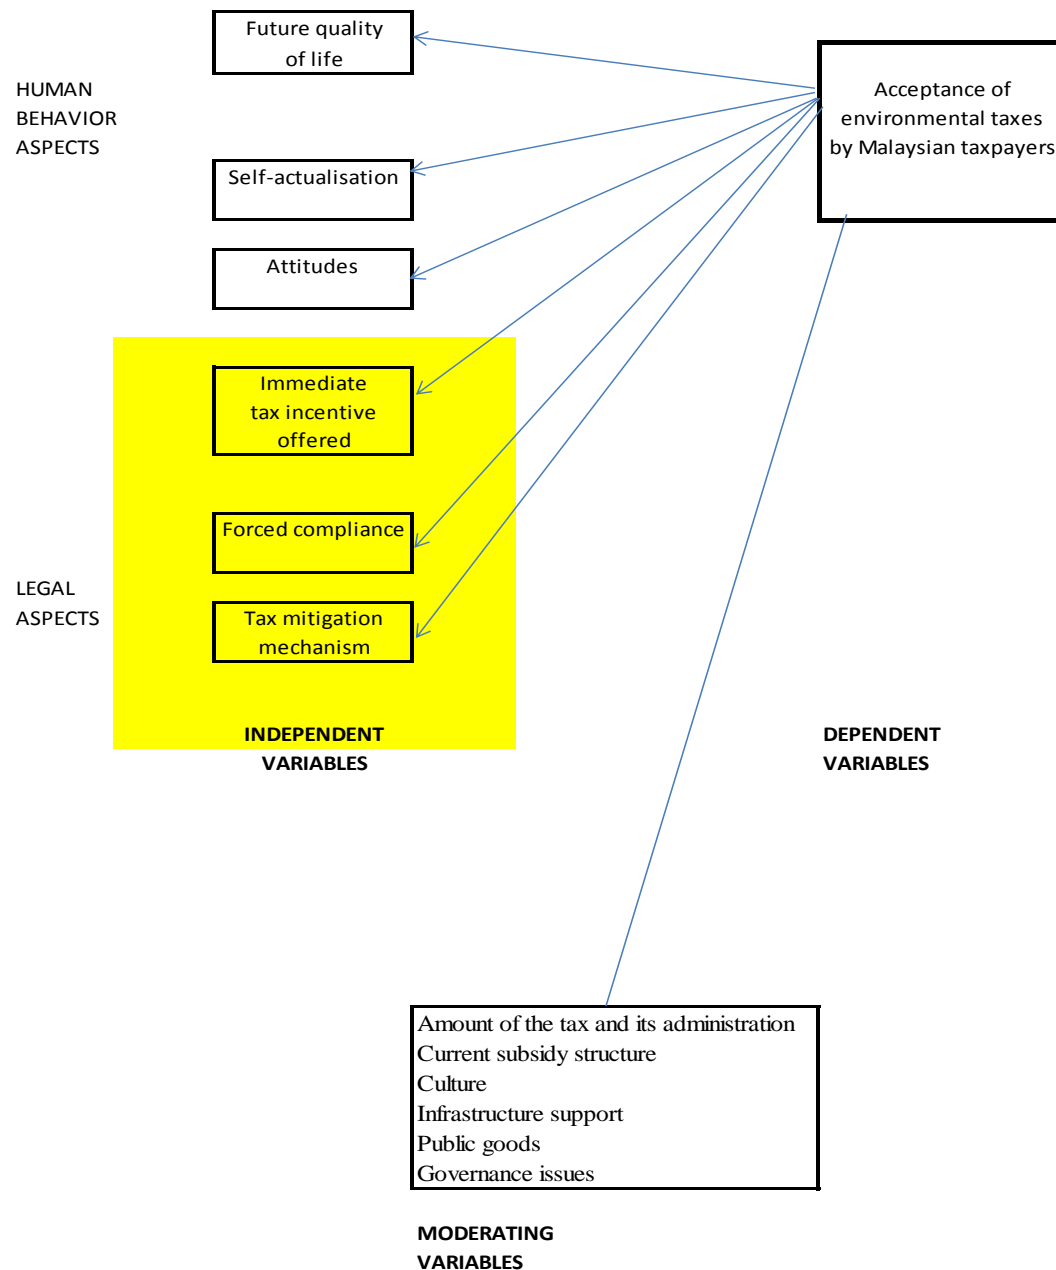 Future quality
of life
HUMAN
BEHAVIOR
ASPECTS
Acceptance of
environmental taxes
by Malaysian taxpayers
Self-actualisation
Attitudes
Immediate
tax incentive
offered
Forced compliance
LEGAL
ASPECTS
Tax mitigation
mechanism
INDEPENDENT
VARIABLES
DEPENDENT
VARIABLES
Amount of the tax and its administration
Current subsidy structure
Culture
Infrastructure support
Public goods
Governance issues
MODERATING
VARIABLES